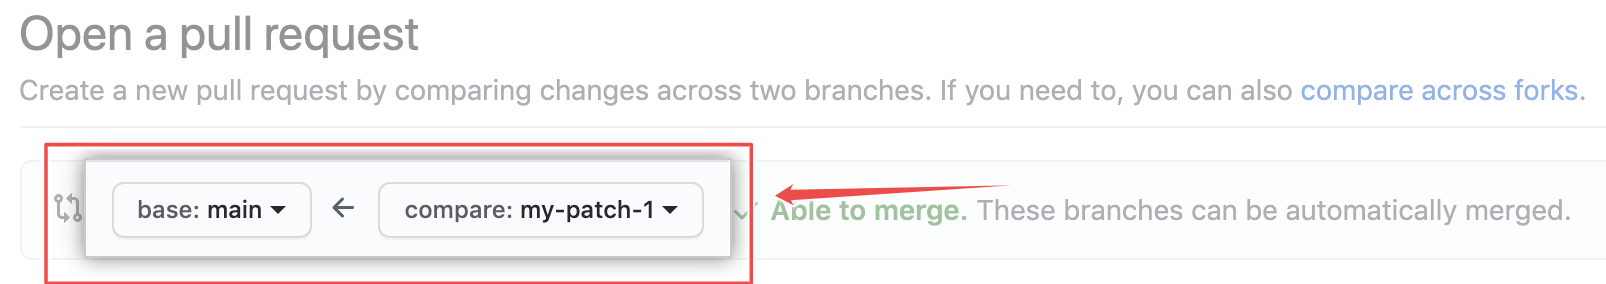 Open a pull request
Create a new pull request by comparing changes across two branches. If you need to, you can also compare across forks.
base: main ← compare: my-patch-1 Able to merge. These branches can be automatically merged.